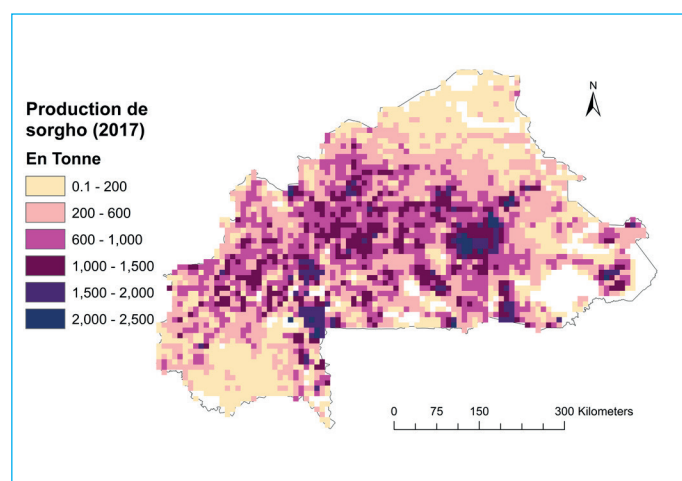 Production de
sorgho (2017)
En Tonne
0.1 - 200
200 - 600
600 - 1,000
1,000 - 1,500
1,500 - 2,000
2,000 - 2,500
N
0 75 150 300 Kilometers